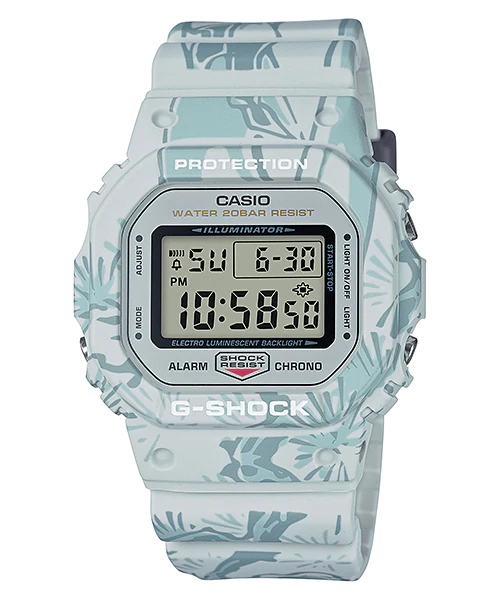 PROTECTION
CASIO
WATER 20BAR RESIST
ILLUMINATOR
ADJUST
MODE
SU 6-30
PM
10:58 50
START·STOP
LIGHT ON/OFF
LIGHT
ELECTRO LUMINESCENT BACKLIGHT
ALARM
SHOCK
RESIST
CHRONO
G-SHOCK